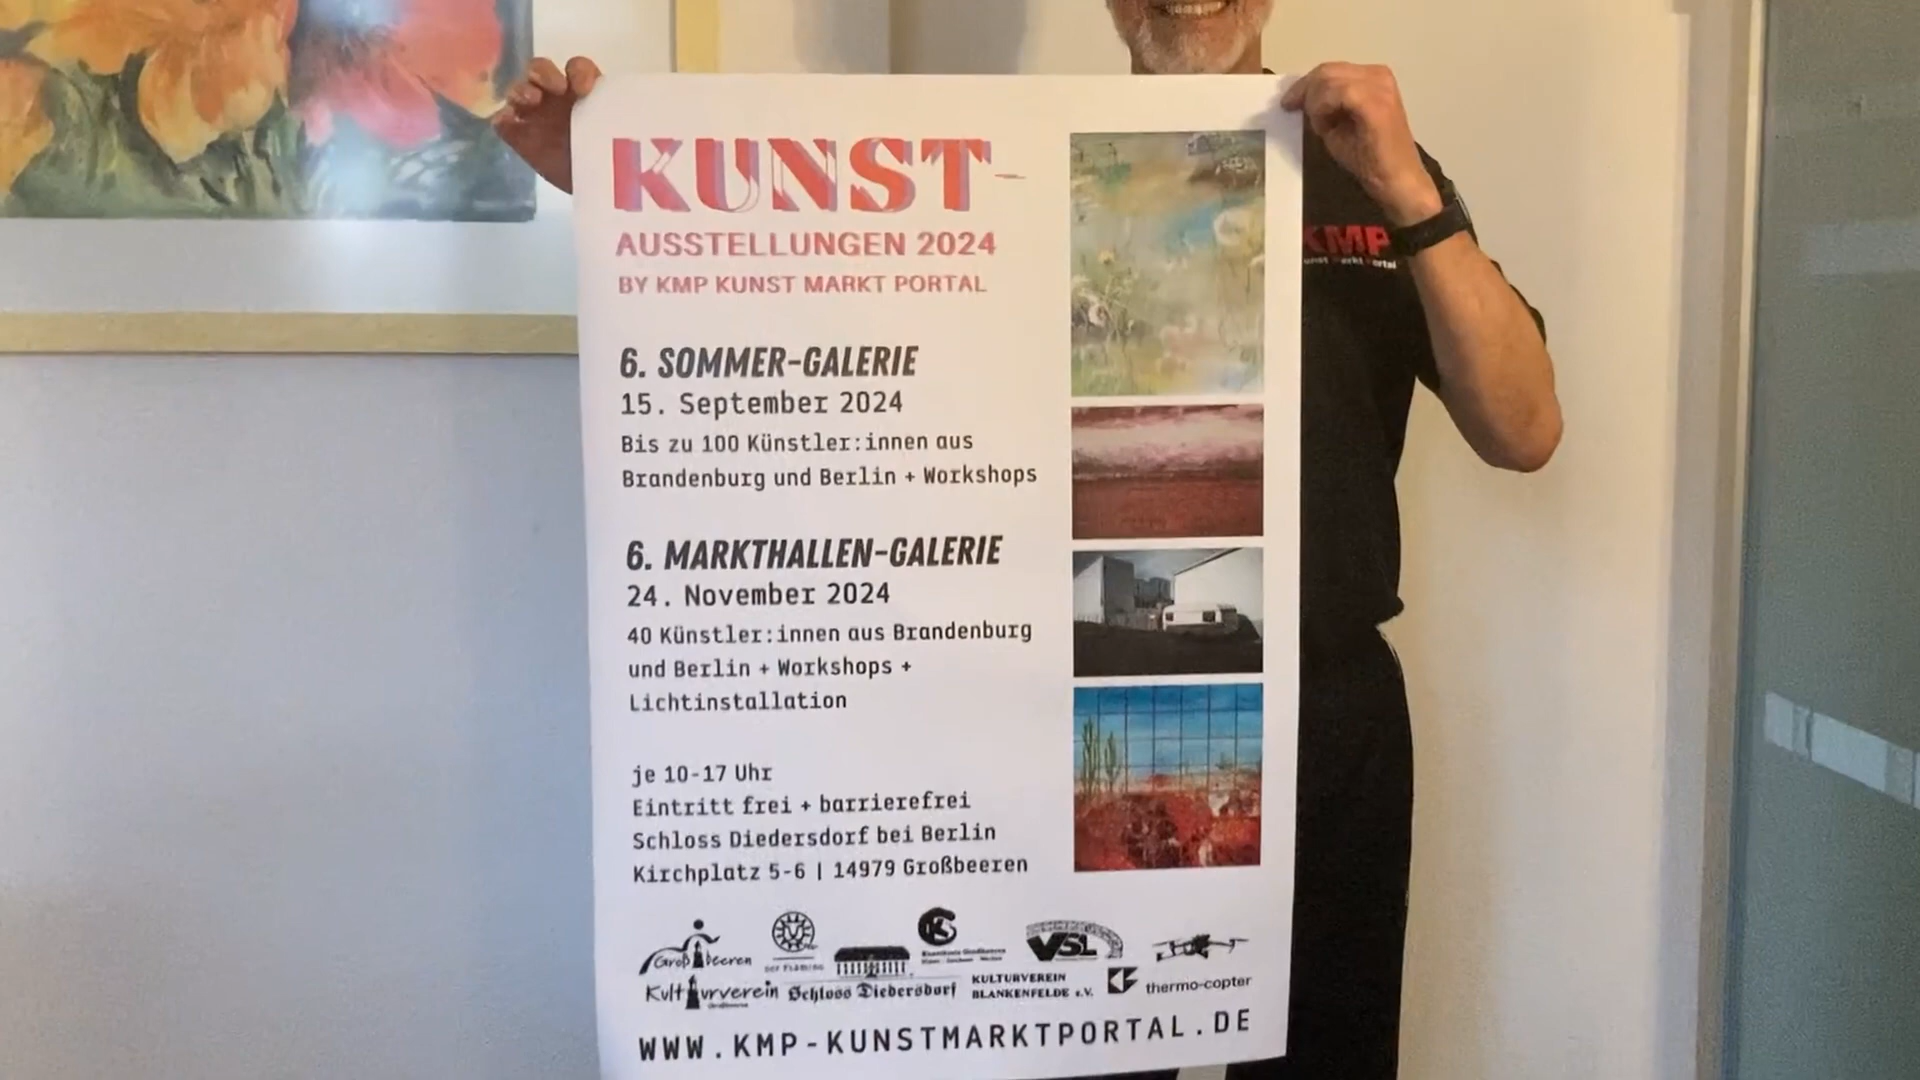 KUNST-
AUSSTELLUNGEN 2024
BY KMP KUNST MARKT PORTAL
6. SOMMER-GALERIE
15. September 2024
Bis zu 100 Künstler:innen aus
Brandenburg und Berlin + Workshops
6. MARKTHALLEN-GALERIE
24. November 2024
40 Künstler:innen aus Brandenburg
und Berlin + Workshops +
Lichtinstallation
je 10-17 Uhr
Eintritt frei + barrierefrei
Schloss Diedersdorf bei Berlin
Kirchplatz 5-6 | 14979 Großbeeren
Großbeeren
DER FLÄMING
VSL
Kulturverein
Schloss Diedersdorf
KULTURVEREIN
BLANKENFELDE e.V.
thermo-copter
WWW.KMP-KUNSTMARKTPORTAL.DE
KMP